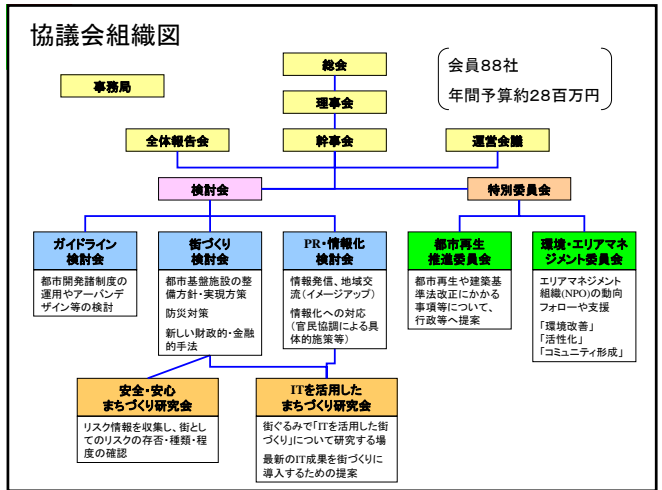 協議会組織図
総会
会員88社
年間予算約28百万円
事務局
理事会
全体報告会
幹事会
運営会議
検討会
特別委員会
ガイドライン
検討会
都市開発諸制度の
運用やアーバンデ
ザイン等の検討
街づくり
検討会
都市基盤施設の整
備方針・実現方策
防災対策
新しい財政的・金融
的手法
PR・情報化
検討会
情報発信、地域交
流（イメージアップ）
情報化への対応
（官民協調による具
体的施策等）
都市再生
推進委員会
都市再生や建築基
準法改正にかかる
事項等について、
行政等へ提案
環境・エリアマネ
ジメント委員会
エリアマネジメント
組織(NPO)の動向
フォローや支援
「環境改善」
「活性化」
「コミュニティ形成」
安全・安心
まちづくり研究会
リスク情報を収集し、街とし
てのリスクの存否・種類・程
度の確認
ITを活用した
まちづくり研究会
街ぐるみで「ITを活用した街
づくり」について研究する場
最新のIT成果を街づくりに
導入するための提案